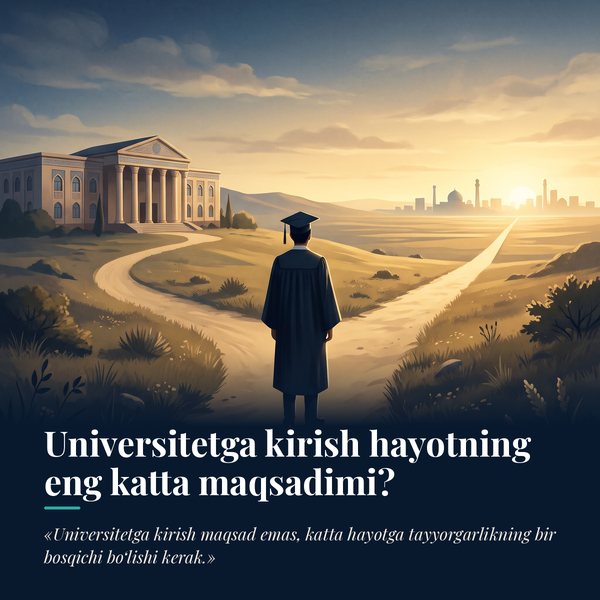 Universitetga kirish hayotning
eng katta maqsadimi?
«Universitetga kirish maqsad emas, katta hayotga tayyorgarlikning bir
bosqichi bo‘lishi kerak.»